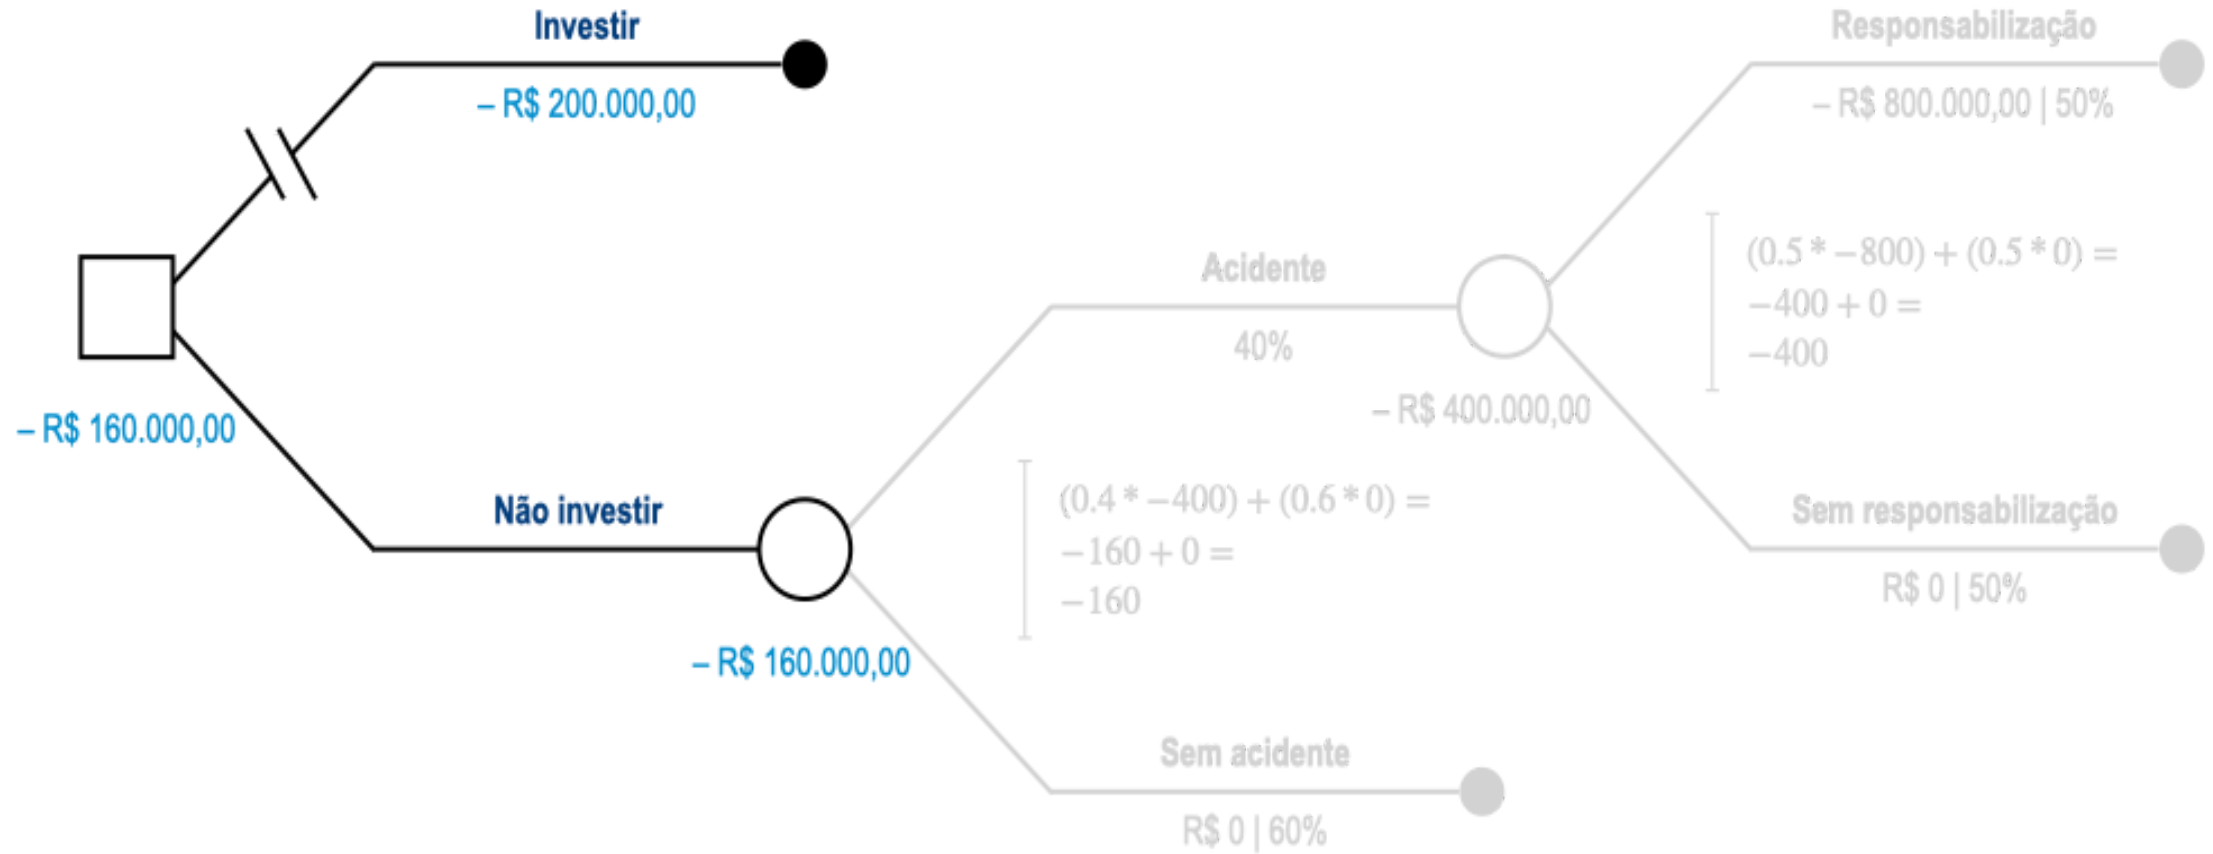 Investir
– R$ 200.000,00
– R$ 160.000,00
Não investir
– R$ 160.000,00
Acidente
40%
– R$ 400.000,00
(0.4 * −400) + (0.6 * 0) =
−160 + 0 =
−160
Sem acidente
R$ 0 | 60%
Responsabilização
– R$ 800.000,00 | 50%
(0.5 * −800) + (0.5 * 0) =
−400 + 0 =
−400
Sem responsabilização
R$ 0 | 50%